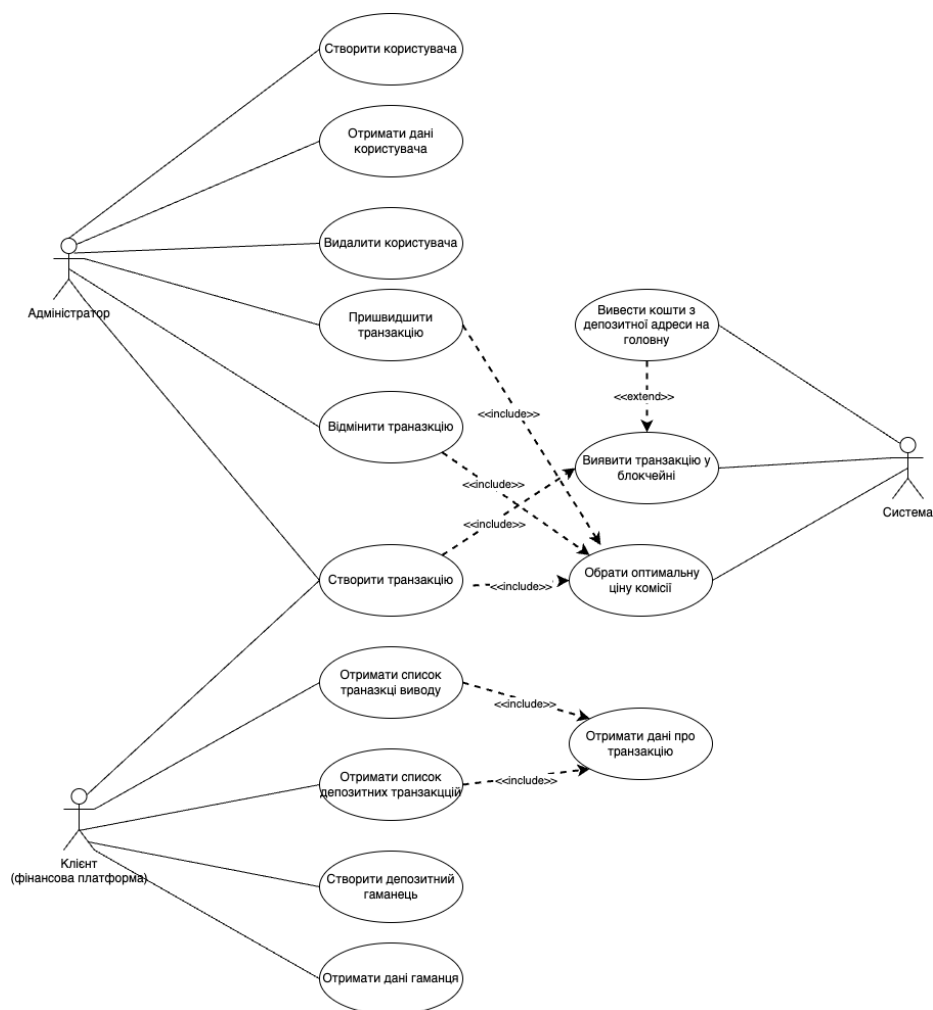 Створити користувача
Отримати дані
користувача
Видалити користувача
Адміністратор
Пришвидшити
транзакцію
Вивести кошти з
депозитної адреси на
головну
<<extend>>
<<include>>
Відмінити траназкцію
Виявити транзакцію у
блокчейні
<<include>>
Система
<<include>>
Створити транзакцію
<<include>>
Обрати оптимальну
ціну комісії
Отримати список
траназкці виводу
<<include>>
Отримати дані про
транзакцію
Отримати список
депозитних транзакццій
<<include>>
Клієнт
(фінансова платформа)
Створити депозитний
гаманець
Отримати дані гаманця